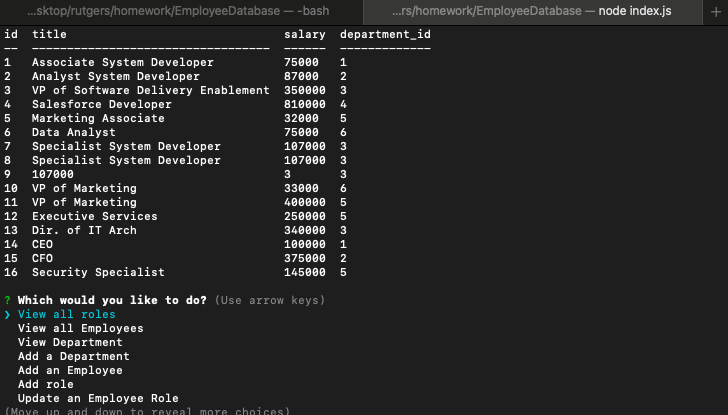 ...sktop/rutgers/homework/EmployeeDatabase — -bash
...rs/homework/EmployeeDatabase — node index.js
+
id title salary department_id
-- ---------------------------------- ------ -------------
1 Associate System Developer 75000 1
2 Analyst System Developer 87000 2
3 VP of Software Delivery Enablement 350000 3
4 Salesforce Developer 810000 4
5 Marketing Associate 32000 5
6 Data Analyst 75000 6
7 Specialist System Developer 107000 3
8 Specialist System Developer 107000 3
9 107000 3 3
10 VP of Marketing 33000 6
11 VP of Marketing 400000 5
12 Executive Services 250000 5
13 Dir. of IT Arch 340000 3
14 CEO 100000 1
15 CFO 375000 2
16 Security Specialist 145000 5
? Which would you like to do? (Use arrow keys)
❯ View all roles
View all Employees
View Department
Add a Department
Add an Employee
Add role
Update an Employee Role
(Move up and down to reveal more choices)